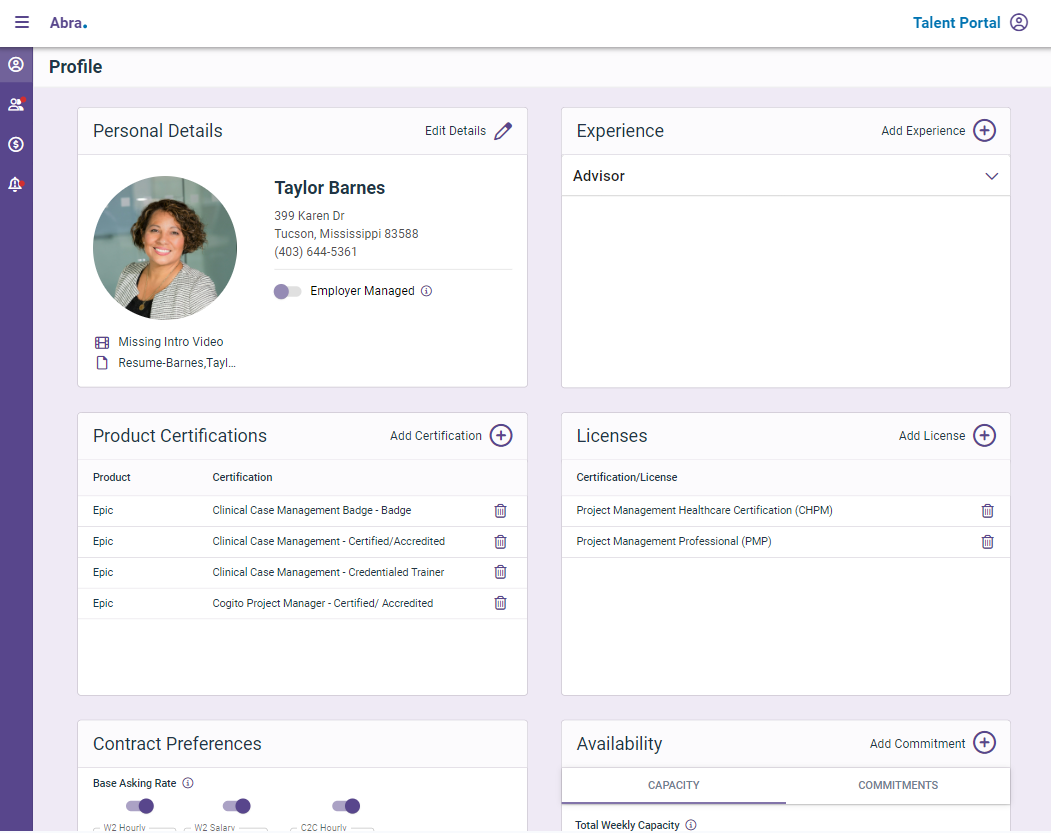 Abra.
Talent Portal
Profile
Personal Details
Edit Details
Taylor Barnes
399 Karen Dr
Tucson, Mississippi 83588
(403) 644-5361
Employer Managed
Missing Intro Video
Resume-Barnes,Tayl...
Experience
Add Experience
Advisor
Product Certifications
Add Certification
Product Certification
Epic Clinical Case Management Badge - Badge
Epic Clinical Case Management - Certified/Accredited
Epic Clinical Case Management - Credentialed Trainer
Epic Cogito Project Manager - Certified/ Accredited
Licenses
Add License
Certification/License
Project Management Healthcare Certification (CHPM)
Project Management Professional (PMP)
Contract Preferences
Base Asking Rate
W2 Hourly W2 Salary C2C Hourly
Availability
Add Commitment
CAPACITY COMMITMENTS
Total Weekly Capacity